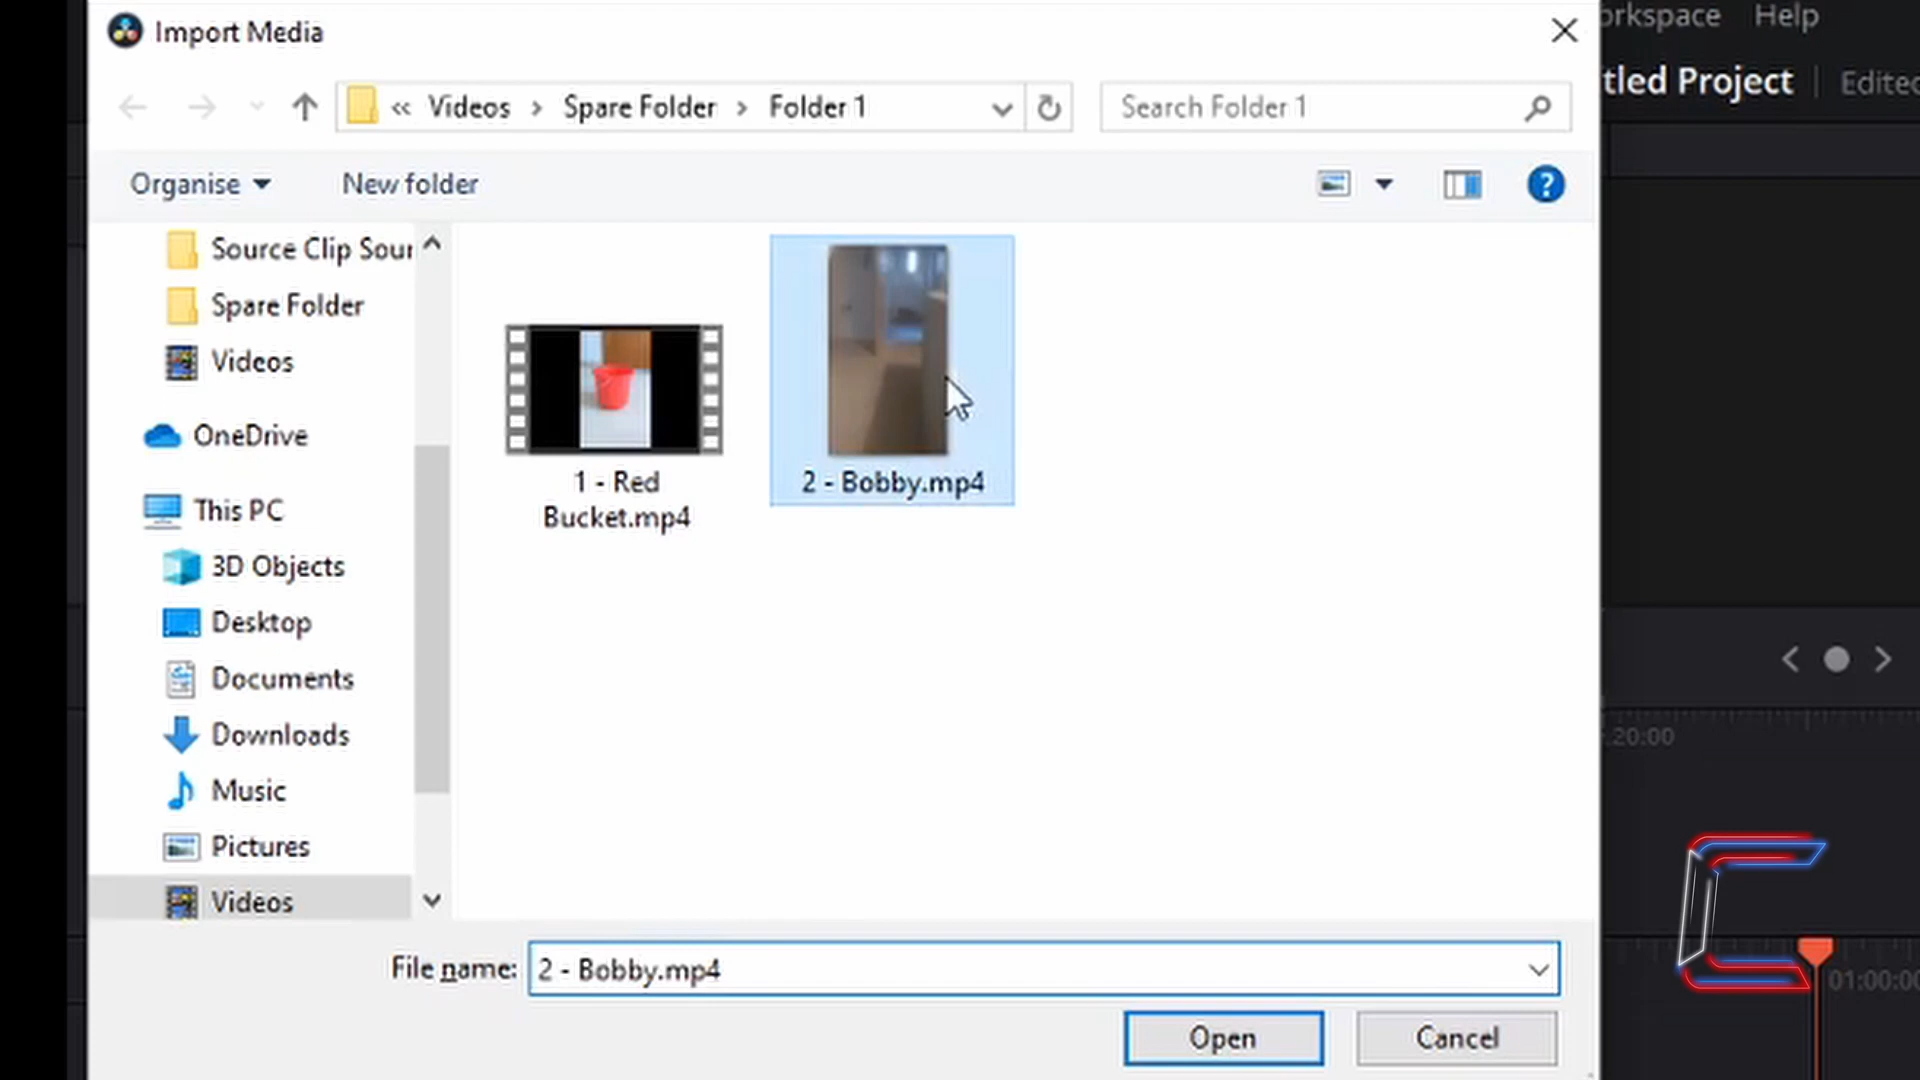 Import Media
orkspace Help
tled Project
Edited
« Videos > Spare Folder > Folder 1
Search Folder 1
Organise
New folder
Source Clip Sour
Spare Folder
Videos
OneDrive
This PC
3D Objects
Desktop
Documents
Downloads
Music
Pictures
Videos
1 - Red
Bucket.mp4
2 - Bobby.mp4
:20:00
01:00:00
File name: 2 - Bobby.mp4
Open
Cancel